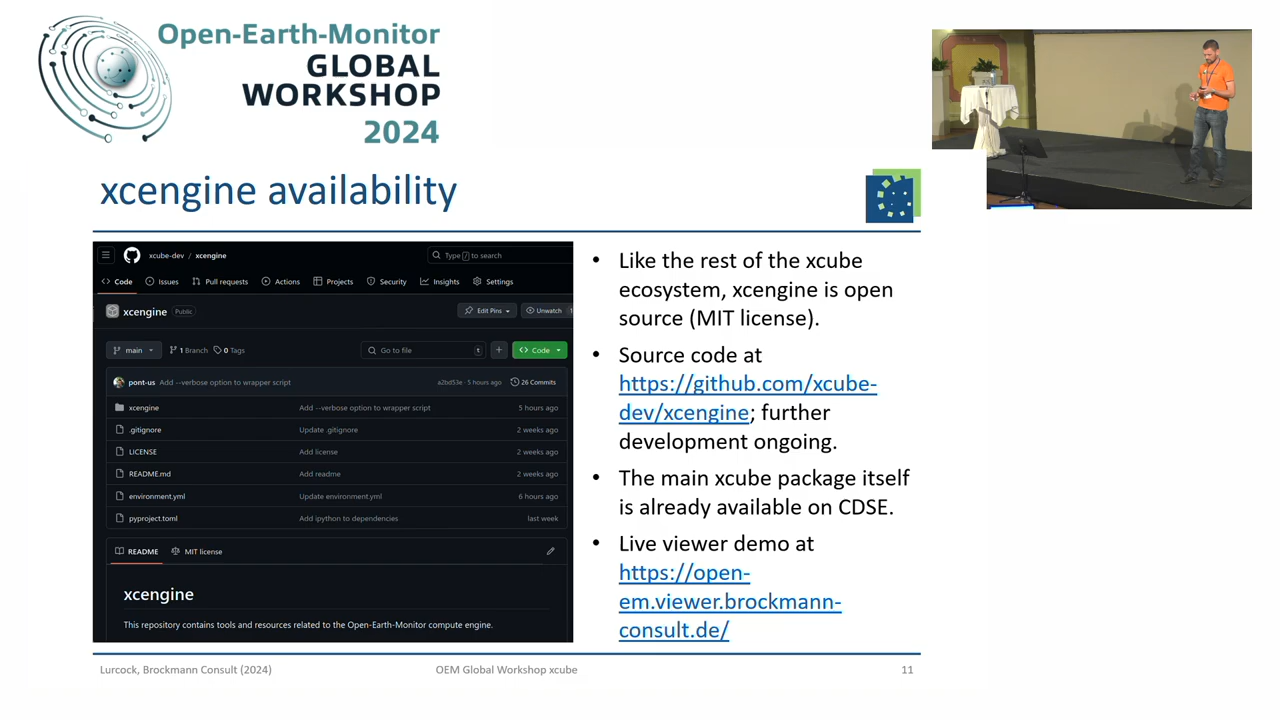 Open-Earth-Monitor
GLOBAL
WORKSHOP
2024
xcengine availability
xcube-dev / xcengine
Type / to search
Code Issues Pull requests Actions Projects Security Insights Settings
xcengine Public
Edit Pins Unwatch 1
main 1 Branch 0 Tags Go to file t + Code
pont-us Add --verbose option to wrapper script a2bd53e · 5 hours ago 26 Commits
xcengine Add --verbose option to wrapper script 5 hours ago
.gitignore Update .gitignore 2 weeks ago
LICENSE Add license 2 weeks ago
README.md Add readme 2 weeks ago
environment.yml Update environment.yml 6 hours ago
pyproject.toml Add ipython to dependencies last week
README MIT license
xcengine
This repository contains tools and resources related to the Open-Earth-Monitor compute engine.
• Like the rest of the xcube
ecosystem, xcengine is open
source (MIT license).
• Source code at
https://github.com/xcube-
dev/xcengine; further
development ongoing.
• The main xcube package itself
is already available on CDSE.
• Live viewer demo at
https://open-
em.viewer.brockmann-
consult.de/
Lurcock, Brockmann Consult (2024)
OEM Global Workshop xcube
11